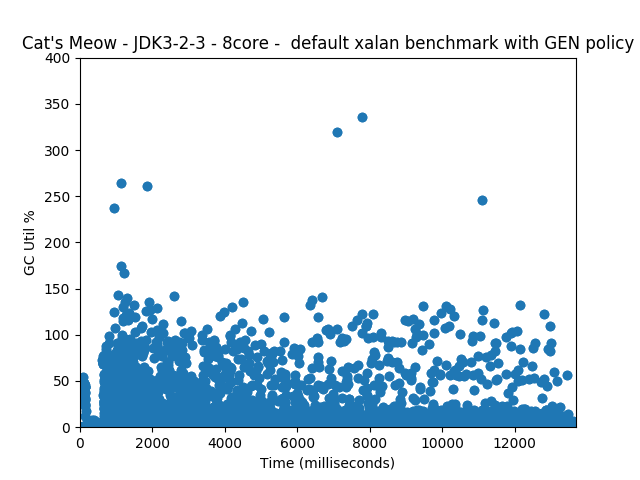 Cat's Meow - JDK3-2-3 - 8core -  default xalan benchmark with GEN policy
400
350
300
250
200
150
100
50
0
GC Util %
0 2000 4000 6000 8000 10000 12000
Time (milliseconds)